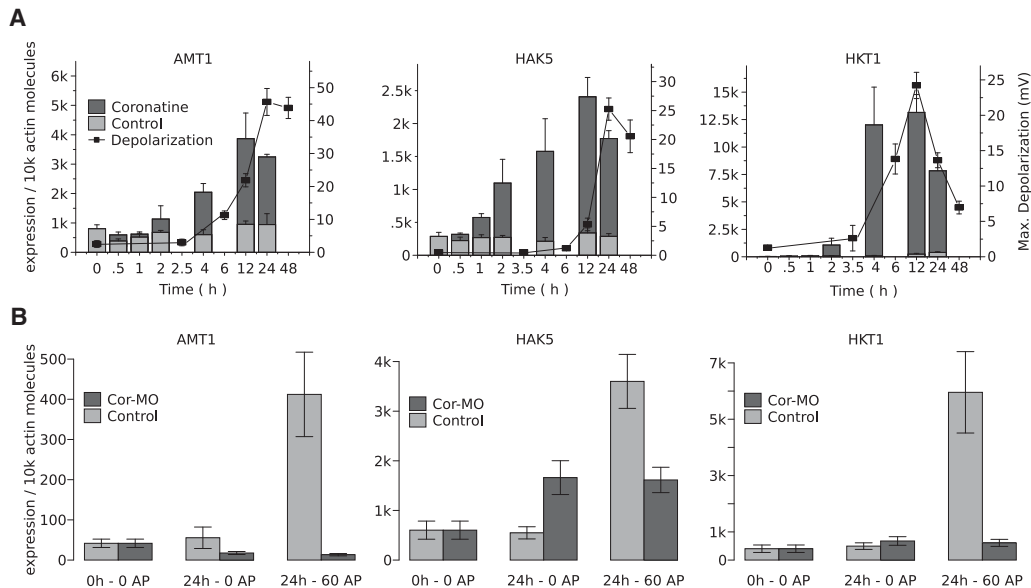 A
AMT1
HAK5
HKT1
expression / 10k actin molecules
6k
5k
4k
3k
2k
1k
0
Coronatine
Control
Depolarization
50
40
30
20
10
0
0 .5 1 2 2.5 4 6 12 24 48
Time ( h )
2.5k
2k
1.5k
1k
.5k
0
30
25
20
15
10
5
0
0 .5 1 2 3.5 4 6 12 24 48
Time ( h )
15k
12.5k
10k
7.5k
5k
2.5k
0
25
20
15
10
5
0
Max. Depolarization (mV)
0 .5 1 2 3.5 4 6 12 24 48
Time ( h )
B
AMT1
HAK5
HKT1
expression / 10k actin molecules
500
400
300
200
100
0
Cor-MO
Control
0h - 0 AP 24h - 0 AP 24h - 60 AP
4k
3k
2k
1k
0
Cor-MO
Control
0h - 0 AP 24h - 0 AP 24h - 60 AP
7k
5k
3k
1k
0
Cor-MO
Control
0h - 0 AP 24h - 0 AP 24h - 60 AP